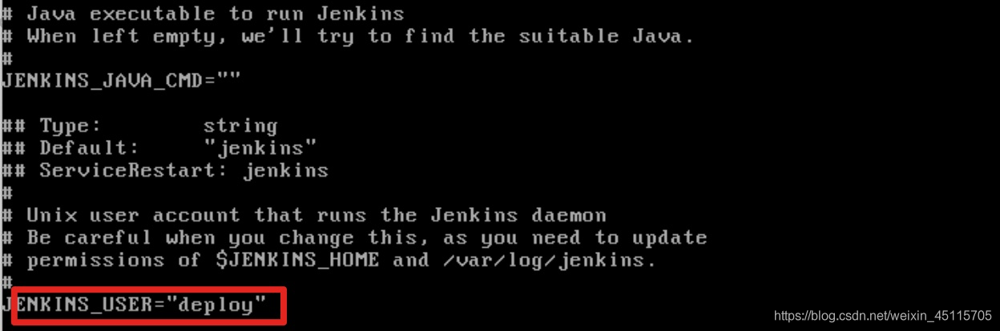 # Java executable to run Jenkins
# When left empty, we'll try to find the suitable Java.
#
JENKINS_JAVA_CMD=""
## Type:        string
## Default:     "jenkins"
## ServiceRestart: jenkins
#
# Unix user account that runs the Jenkins daemon
# Be careful when you change this, as you need to update
# permissions of $JENKINS_HOME and /var/log/jenkins.
#
JENKINS_USER="deploy"
https://blog.csdn.net/weixin_45115705